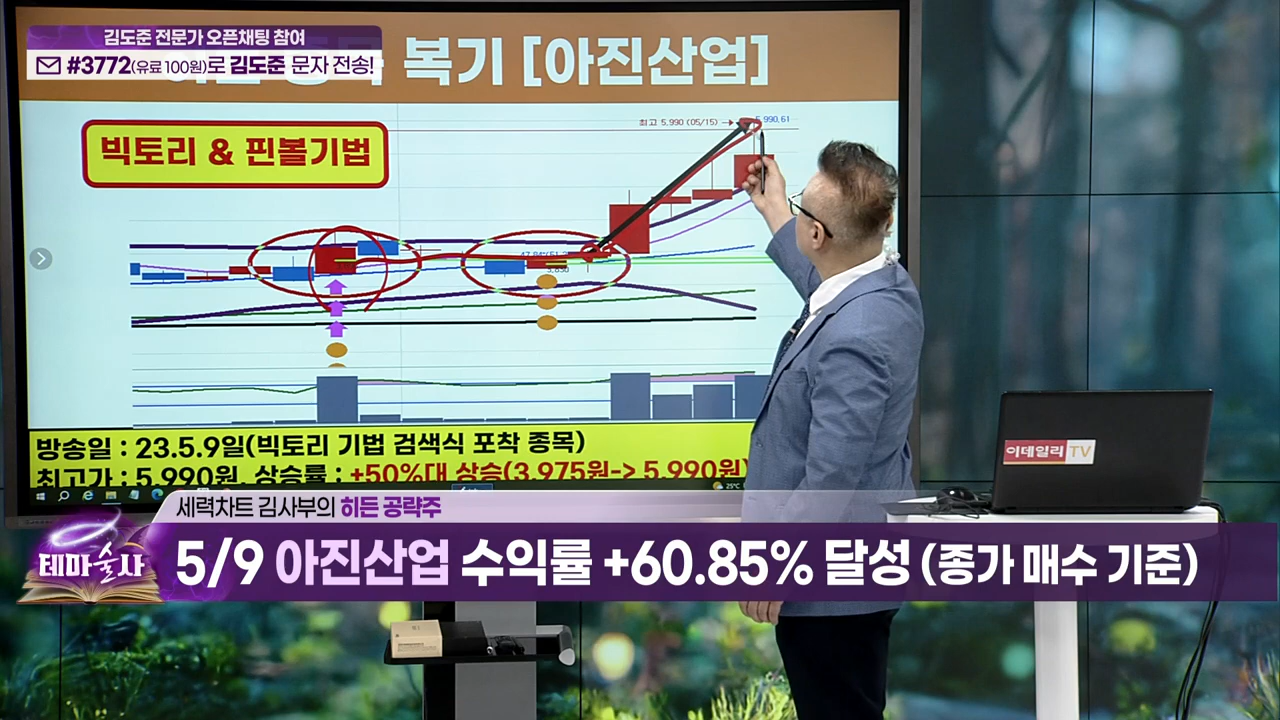 김도준 전문가 오픈채팅 참여
#3772(유료 100원)로 김도준 문자 전송!
복기 [아진산업]
최고 5,990 (05/15) → 5,990.61
빅토리 & 핀볼기법
방송일 : 23.5.9일(빅토리 기법 검색식 포착 종목)
최고가 : 5,990원, 상승률 : +50%대 상승(3,975원-> 5,990원)
25°C
이데일리 TV
세력차트 김사부의 히든 공략주
테마술사
5/9 아진산업 수익률 +60.85% 달성 (종가 매수 기준)